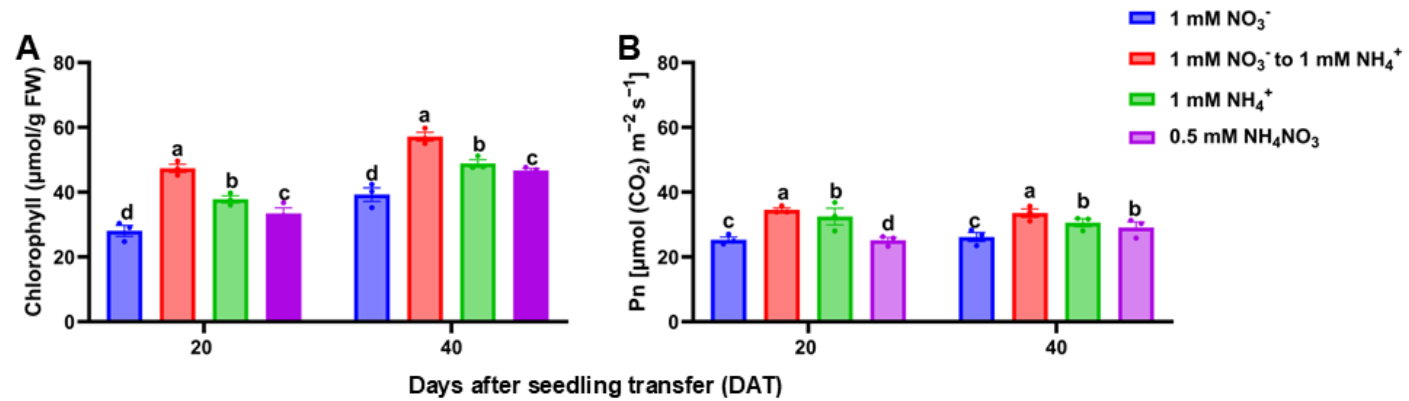 A
B
1 mM NO₃⁻
1 mM NO₃⁻ to 1 mM NH₄⁺
1 mM NH₄⁺
0.5 mM NH₄NO₃
Chlorophyll (μmol/g FW)
80
60
40
20
0
d
a
b
c
d
a
b
c
20
40
Pn [μmol (CO₂) m⁻² s⁻¹]
80
60
40
20
0
c
a
b
d
c
a
b
b
20
40
Days after seedling transfer (DAT)